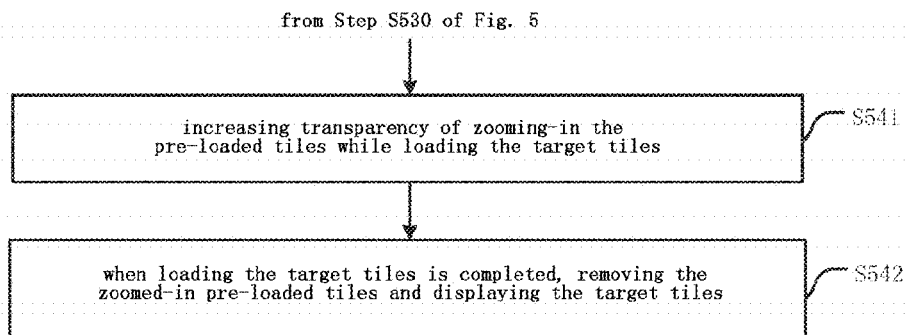 from Step S530 of Fig. 5
increasing transparency of zooming-in the
pre-loaded tiles while loading the target tiles
S541
when loading the target tiles is completed, removing the
zoomed-in pre-loaded tiles and displaying the target tiles
S542